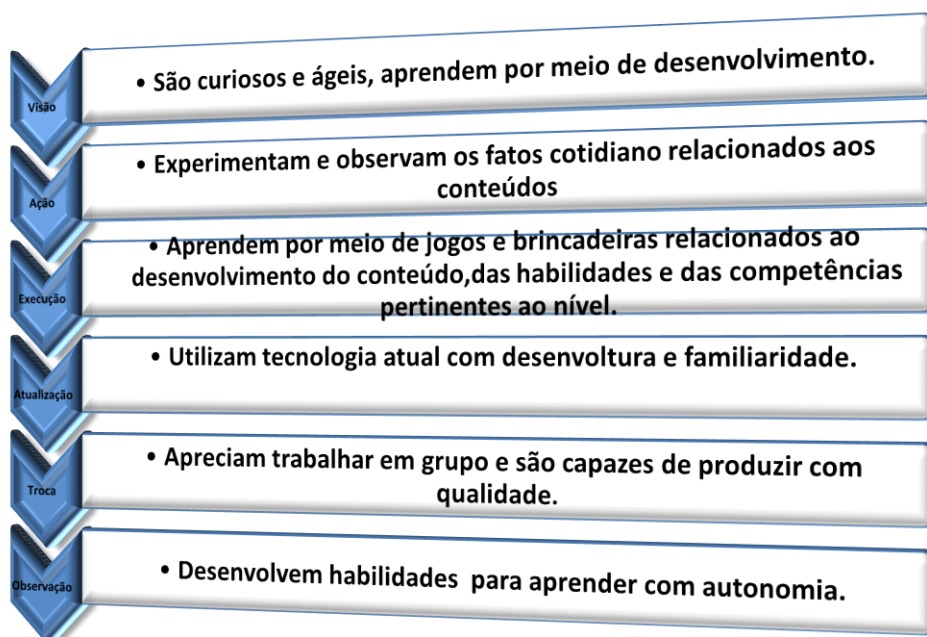 Visão
• São curiosos e ágeis, aprendem por meio de desenvolvimento.
Ação
• Experimentam e observam os fatos cotidiano relacionados aos
conteúdos
Execução
• Aprendem por meio de jogos e brincadeiras relacionados ao
desenvolvimento do conteúdo,das habilidades e das competências
pertinentes ao nível.
Atualização
• Utilizam tecnologia atual com desenvoltura e familiaridade.
Troca
• Apreciam trabalhar em grupo e são capazes de produzir com
qualidade.
Observação
• Desenvolvem habilidades  para aprender com autonomia.